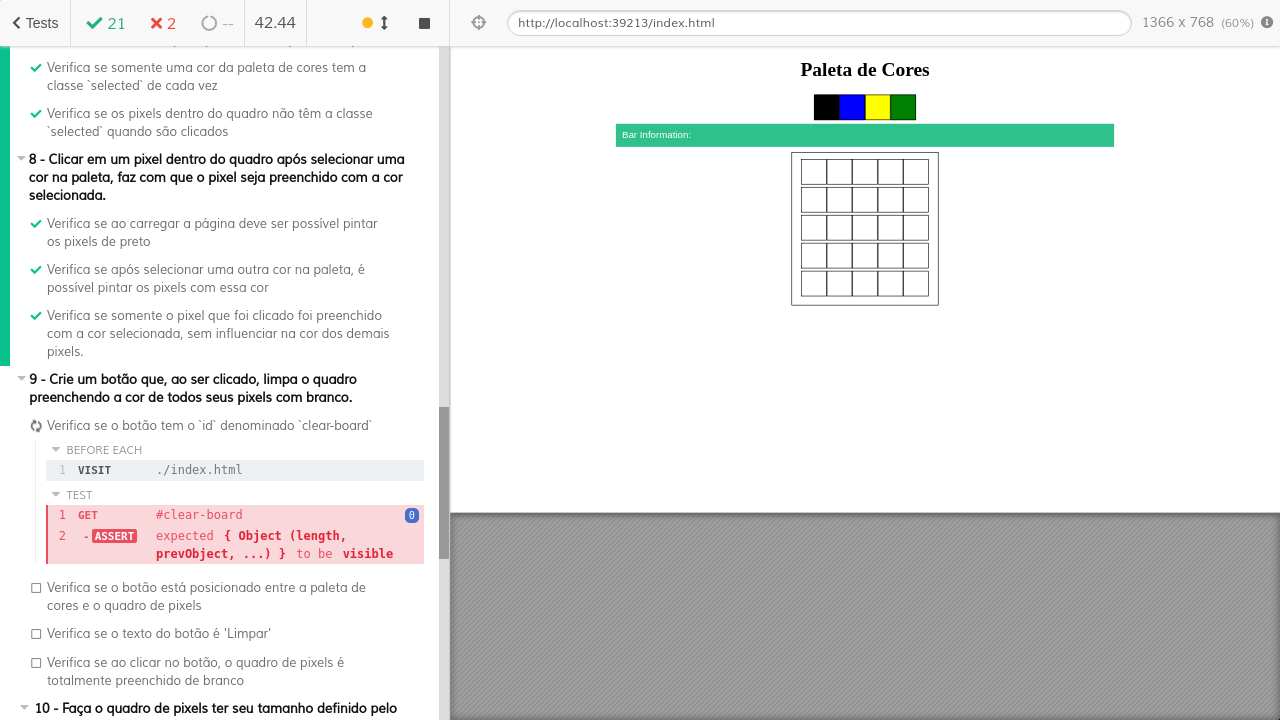 Tests
21
2
--
42.44
http://localhost:39213/index.html
1366 x 768 (60%)
Verifica se somente uma cor da paleta de cores tem a
classe `selected` de cada vez
Verifica se os pixels dentro do quadro não têm a classe
`selected` quando são clicados
8 - Clicar em um pixel dentro do quadro após selecionar uma
cor na paleta, faz com que o pixel seja preenchido com a cor
selecionada.
Verifica se ao carregar a página deve ser possível pintar
os pixels de preto
Verifica se após selecionar uma outra cor na paleta, é
possível pintar os pixels com essa cor
Verifica se somente o pixel que foi clicado foi preenchido
com a cor selecionada, sem influenciar na cor dos demais
pixels.
9 - Crie um botão que, ao ser clicado, limpa o quadro
preenchendo a cor de todos seus pixels com branco.
Verifica se o botão tem o `id` denominado `clear-board`
BEFORE EACH
1 VISIT ./index.html
TEST
1 GET #clear-board 0
2 - ASSERT expected { Object (length,
prevObject, ...) } to be visible
Verifica se o botão está posicionado entre a paleta de
cores e o quadro de pixels
Verifica se o texto do botão é 'Limpar'
Verifica se ao clicar no botão, o quadro de pixels é
totalmente preenchido de branco
10 - Faça o quadro de pixels ter seu tamanho definido pelo
Paleta de Cores
Bar Information: